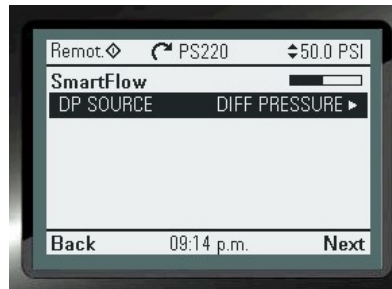 Remot. PS220 50.0 PSI
SmartFlow
DP SOURCE DIFF PRESSURE ►
Back 09:14 p.m. Next